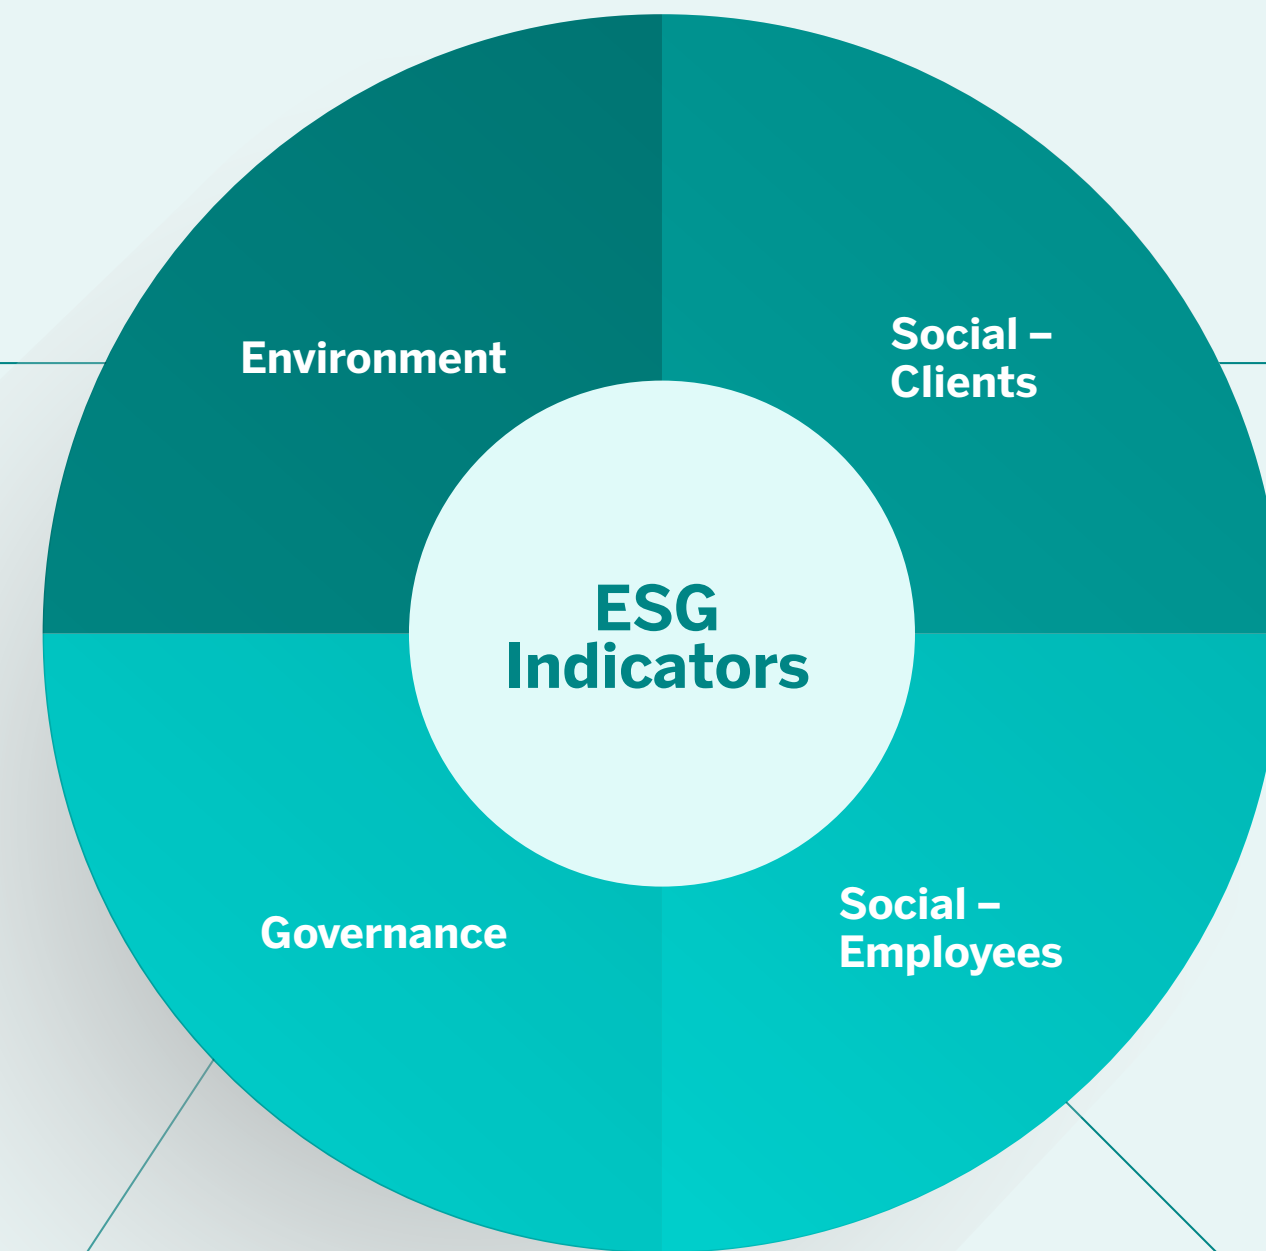 Environment
Social –
Clients
ESG
Indicators
Governance
Social –
Employees